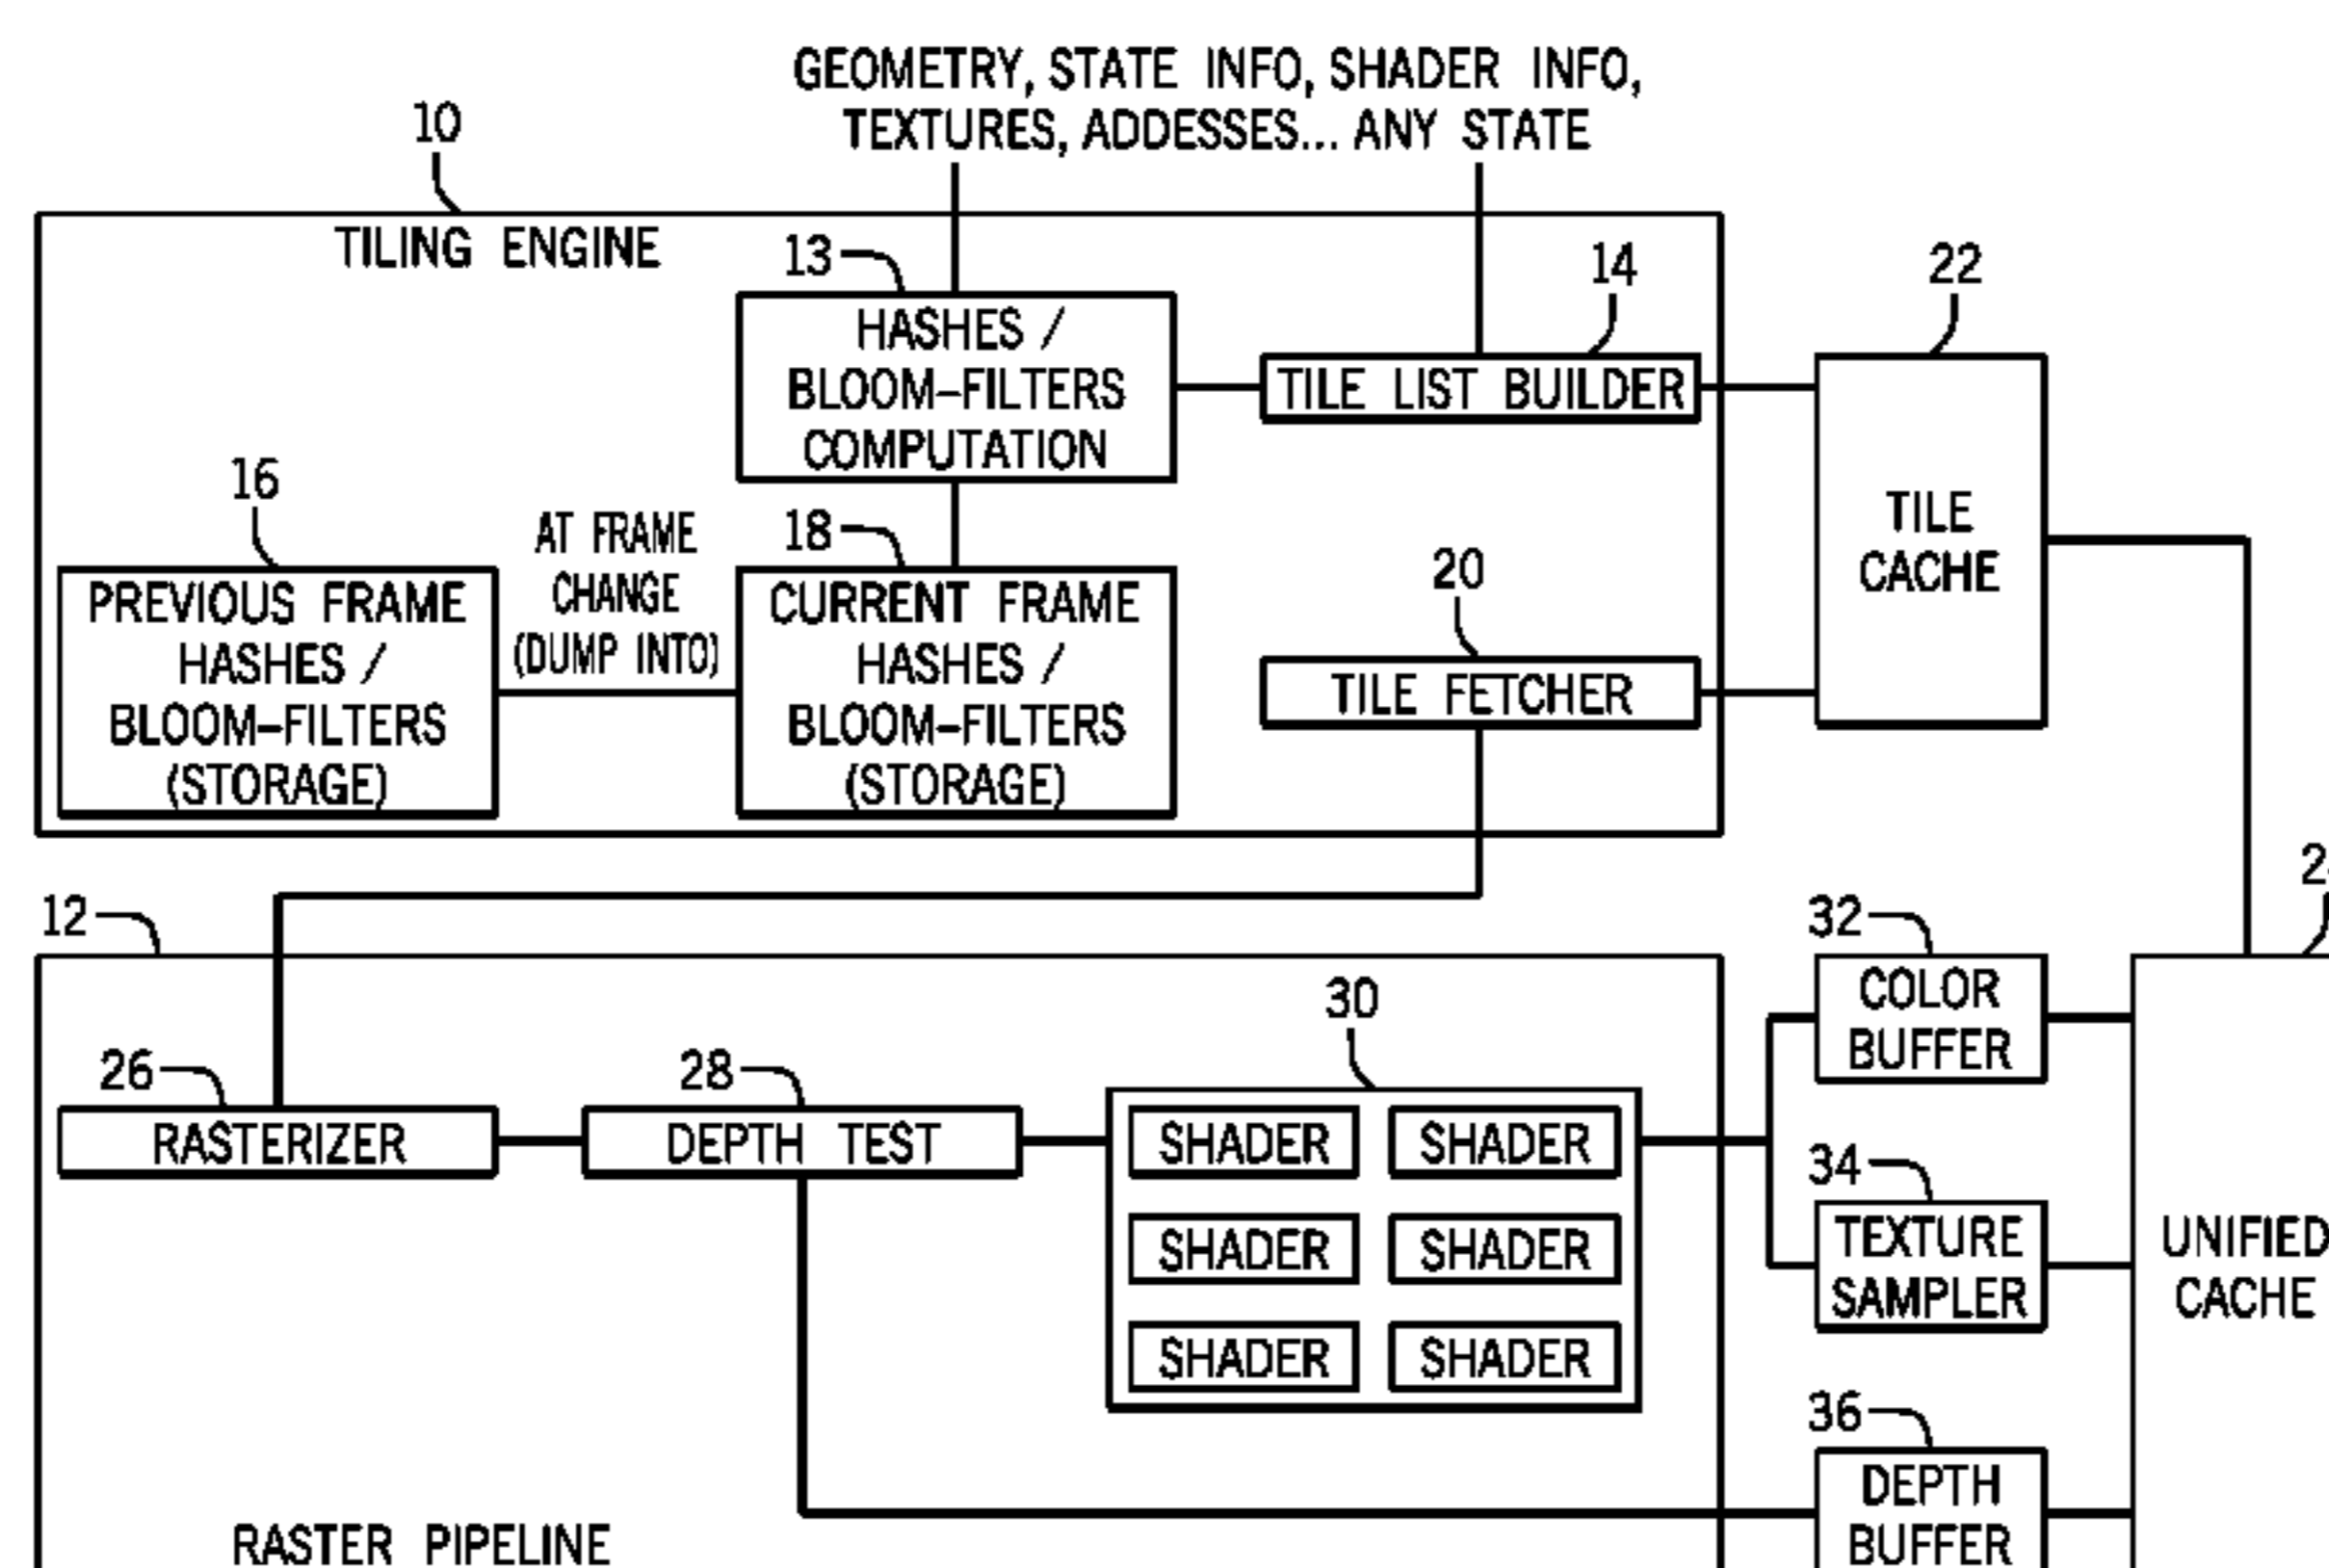 GEOMETRY, STATE INFO, SHADER INFO,
TEXTURES, ADDESSES... ANY STATE
10
TILING ENGINE
13
14
22
HASHES /
BLOOM-FILTERS
COMPUTATION
TILE LIST BUILDER
TILE
CACHE
16
AT FRAME
CHANGE
(DUMP INTO)
18
20
PREVIOUS FRAME
HASHES /
BLOOM-FILTERS
(STORAGE)
CURRENT FRAME
HASHES /
BLOOM-FILTERS
(STORAGE)
TILE FETCHER
12
32
COLOR
BUFFER
30
26
28
RASTERIZER
DEPTH TEST
SHADER
SHADER
SHADER
SHADER
SHADER
SHADER
34
TEXTURE
SAMPLER
UNIFIED
CACHE
36
DEPTH
BUFFER
RASTER PIPELINE